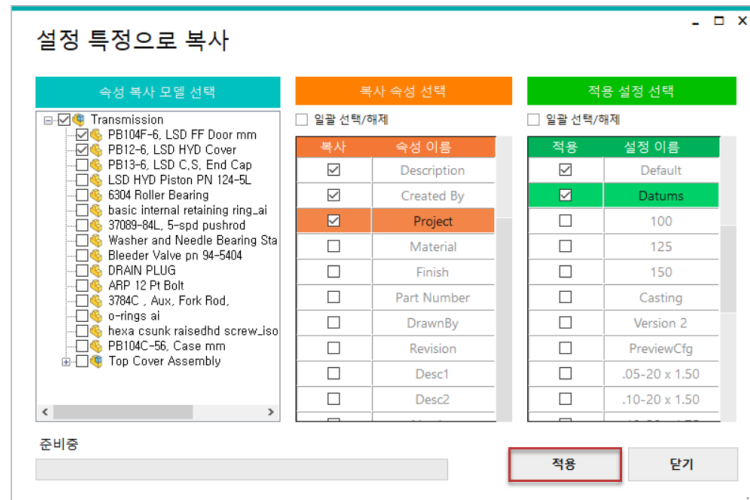 설정 특정으로 복사
속성 복사 모델 선택
Transmission
PB104F-6, LSD FF Door mm
PB12-6, LSD HYD Cover
PB13-6, LSD C,S, End Cap
LSD HYD Piston PN 124-5L
6304 Roller Bearing
basic internal retaining ring_ai
37089-84L, 5-spd pushrod
Washer and Needle Bearing Sta
Bleeder Valve pn 94-5404
DRAIN PLUG
ARP 12 Pt Bolt
3784C , Aux, Fork Rod,
o-rings ai
hexa csunk raisedhd screw_iso
PB104C-56, Case mm
Top Cover Assembly
복사 속성 선택
일괄 선택/해제
복사 속성 이름
Description
Created By
Project
Material
Finish
Part Number
DrawnBy
Revision
Desc1
Desc2
적용 설정 선택
일괄 선택/해제
적용 설정 이름
Default
Datums
100
125
150
Casting
Version 2
PreviewCfg
.05-20 x 1.50
.10-20 x 1.50
준비중
적용 닫기